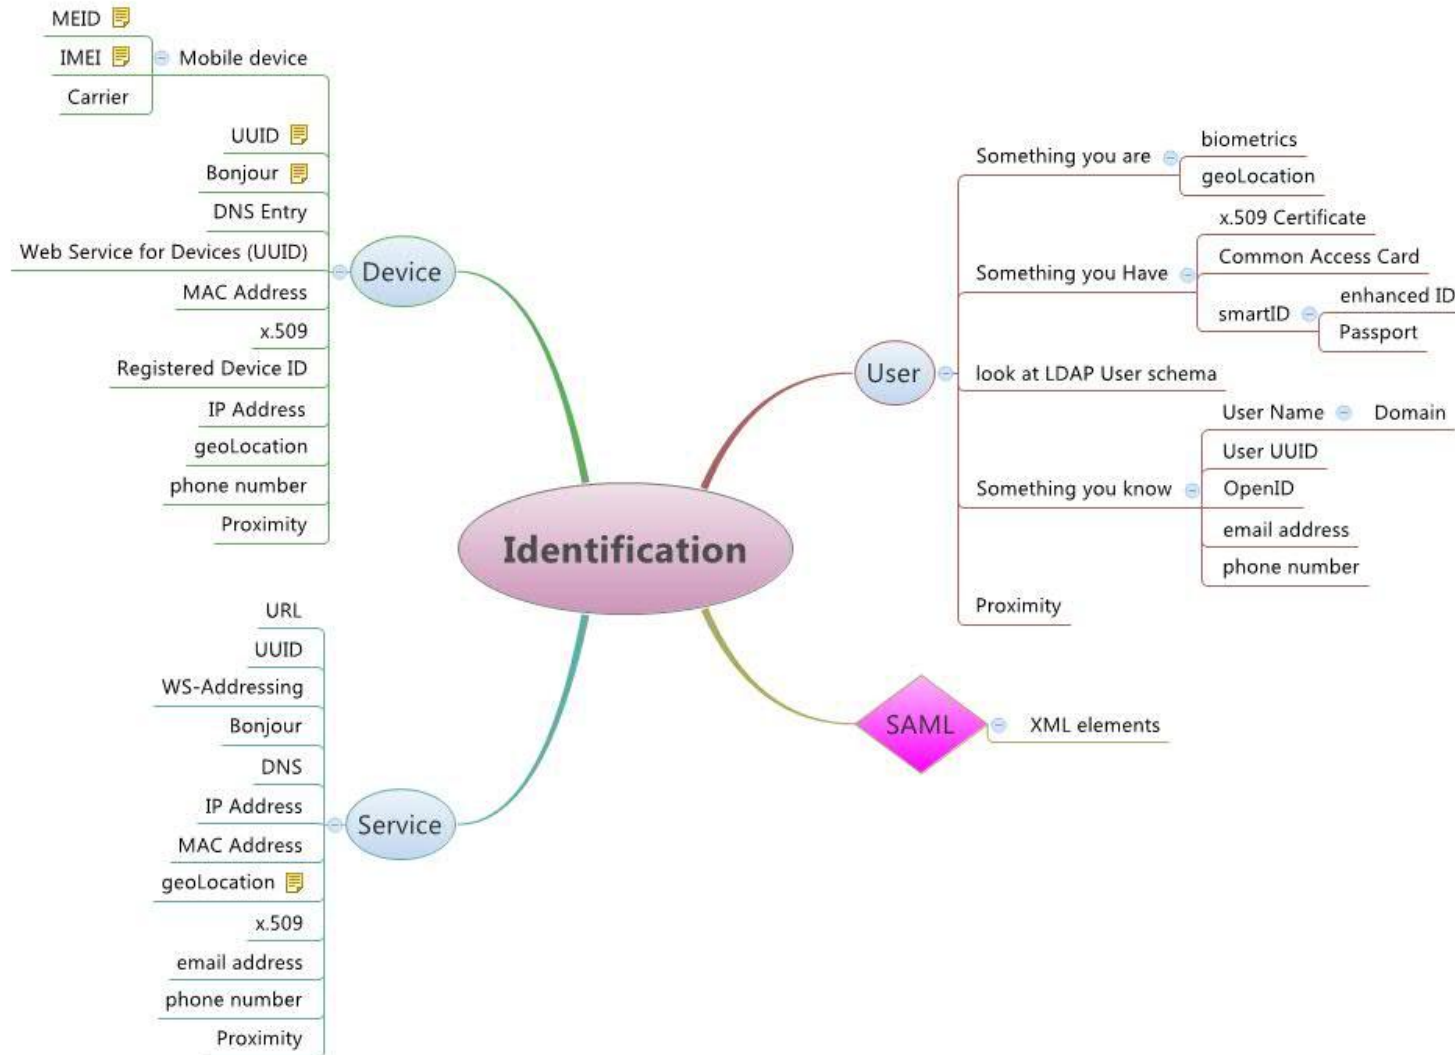 MEID
IMEI
Carrier
Mobile device
UUID
Bonjour
DNS Entry
Web Service for Devices (UUID)
MAC Address
x.509
Registered Device ID
IP Address
geoLocation
phone number
Proximity
Device
Identification
User
Something you are
biometrics
geoLocation
Something you Have
x.509 Certificate
Common Access Card
smartID
enhanced ID
Passport
look at LDAP User schema
Something you know
User Name
Domain
User UUID
OpenID
email address
phone number
Proximity
SAML
XML elements
Service
URL
UUID
WS-Addressing
Bonjour
DNS
IP Address
MAC Address
geoLocation
x.509
email address
phone number
Proximity